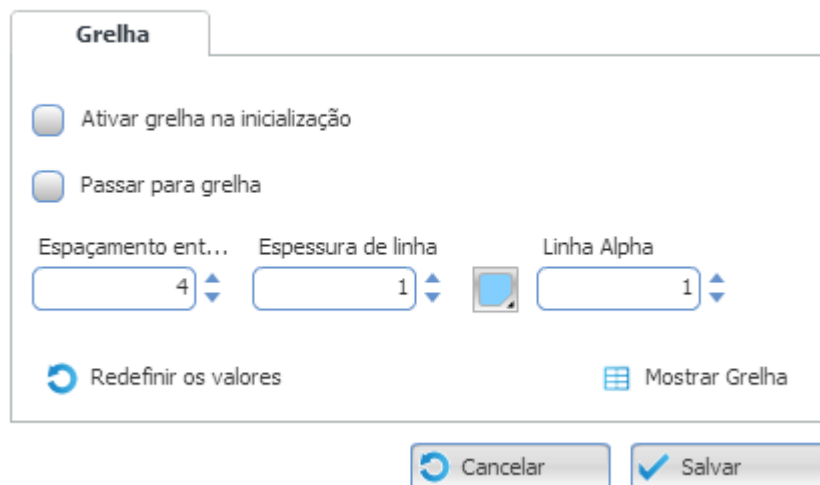 Grelha
Ativar grelha na inicialização
Passar para grelha
Espaçamento ent... Espessura de linha Linha Alpha
4 1 1
Redefinir os valores Mostrar Grelha
Cancelar Salvar